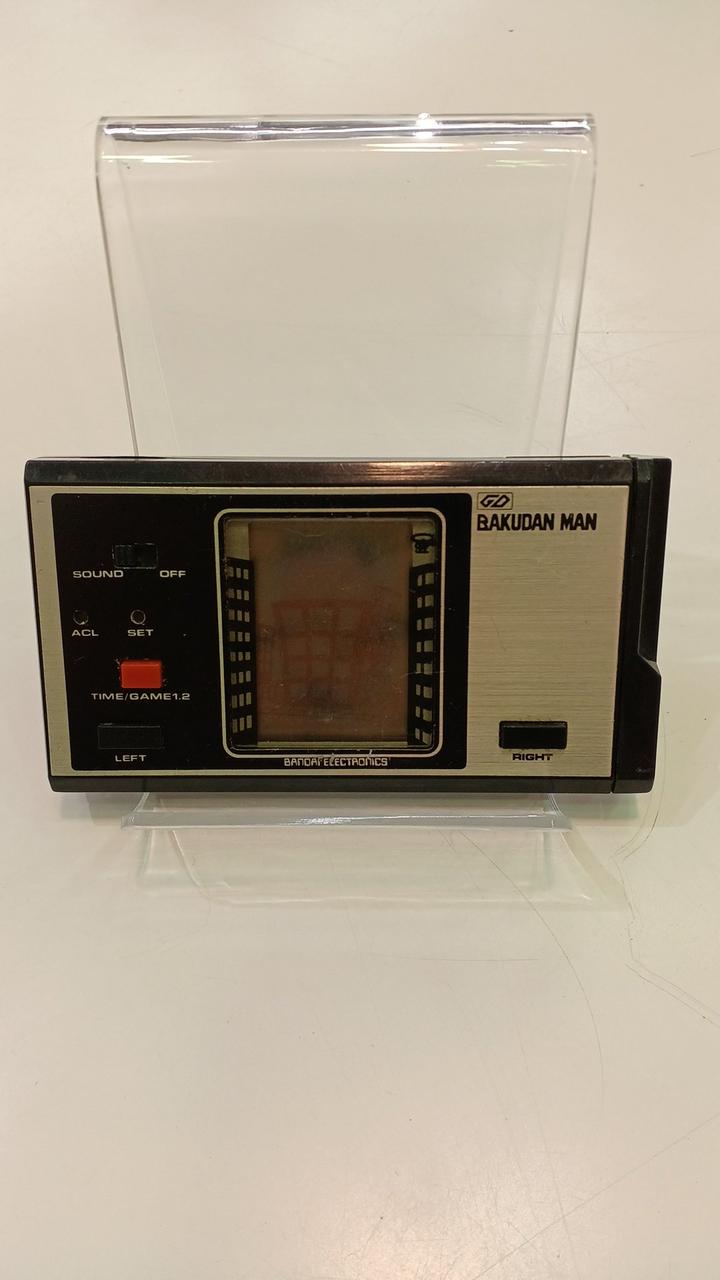 GD
BAKUDAN MAN
SOUND OFF
ACL SET
TIME/GAME1.2
LEFT
RIGHT
BANDAI ELECTRONICS